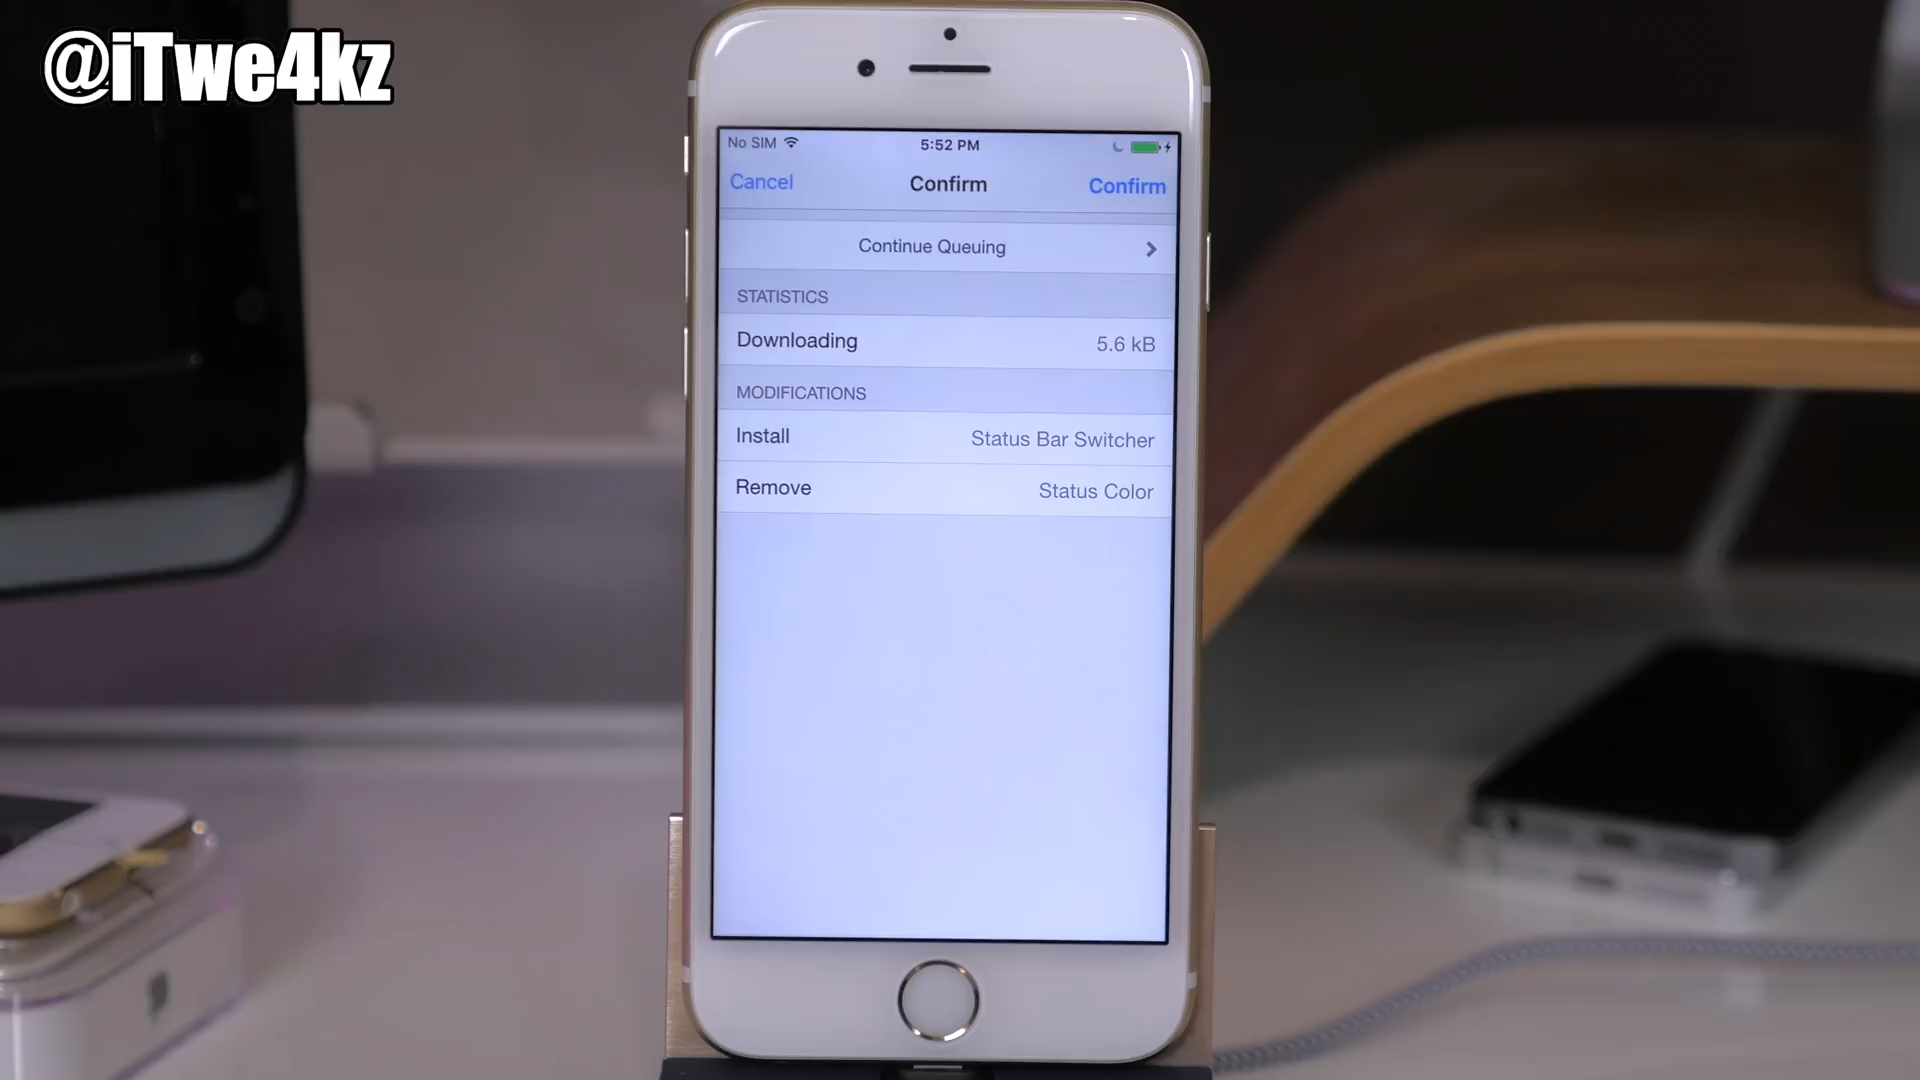 @iTwe4kz
No SIM 5:52 PM
Cancel Confirm Confirm
Continue Queuing
STATISTICS
Downloading 5.6 kB
MODIFICATIONS
Install Status Bar Switcher
Remove Status Color